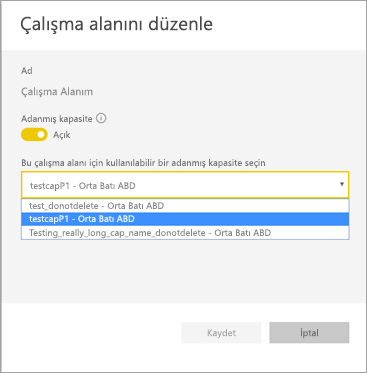 Çalışma alanını düzenle
Ad
Çalışma Alanım
Adanmış kapasite
Açık
Bu çalışma alanı için kullanılabilir bir adanmış kapasite seçin
testcapP1 - Orta Batı ABD
test_donotdelete - Orta Batı ABD
testcapP1 - Orta Batı ABD
Testing_really_long_cap_name_donotdelete - Orta Batı ABD
Kaydet İptal